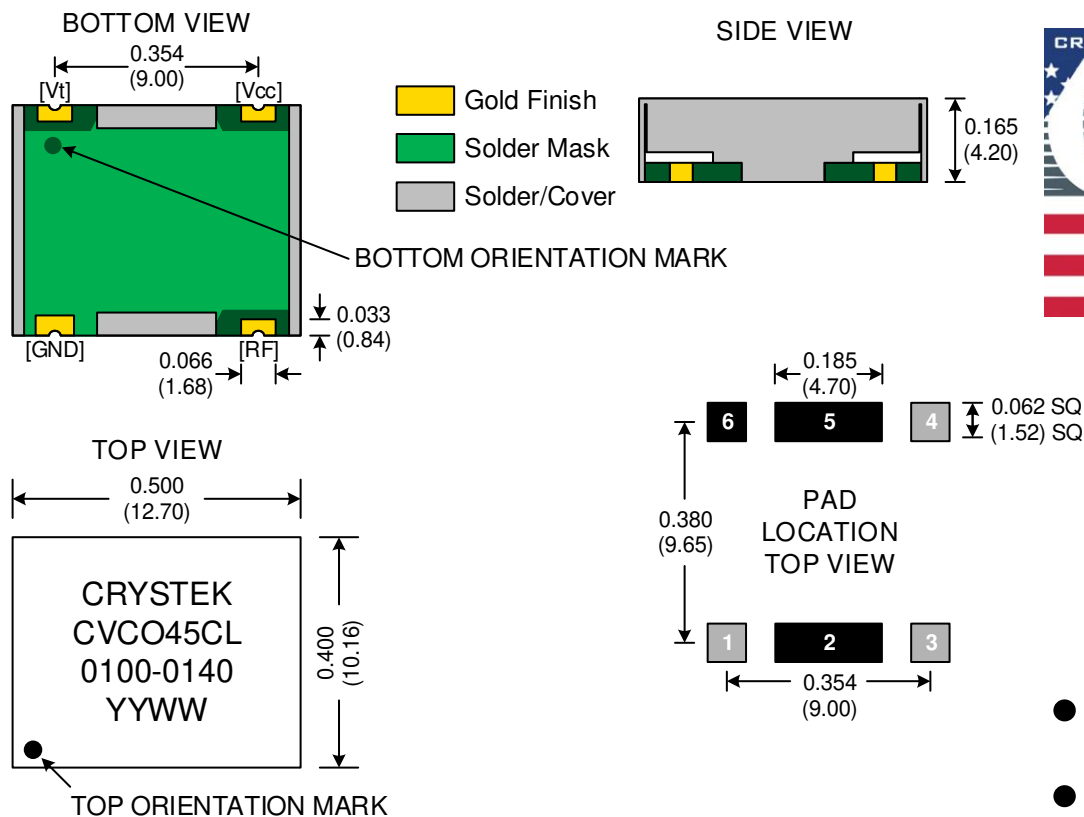 BOTTOM VIEW
0.354
(9.00)
[Vt]
[Vcc]
Gold Finish
Solder Mask
Solder/Cover
BOTTOM ORIENTATION MARK
0.033
(0.84)
[GND]
[RF]
0.066
(1.68)
SIDE VIEW
0.165
(4.20)
CR
TOP VIEW
0.500
(12.70)
CRYSTEK
CVCO45CL
0100-0140
YYWW
0.400
(10.16)
TOP ORIENTATION MARK
0.185
(4.70)
6
5
4
0.062 SQ
(1.52) SQ
0.380
(9.65)
PAD
LOCATION
TOP VIEW
1
2
3
0.354
(9.00)